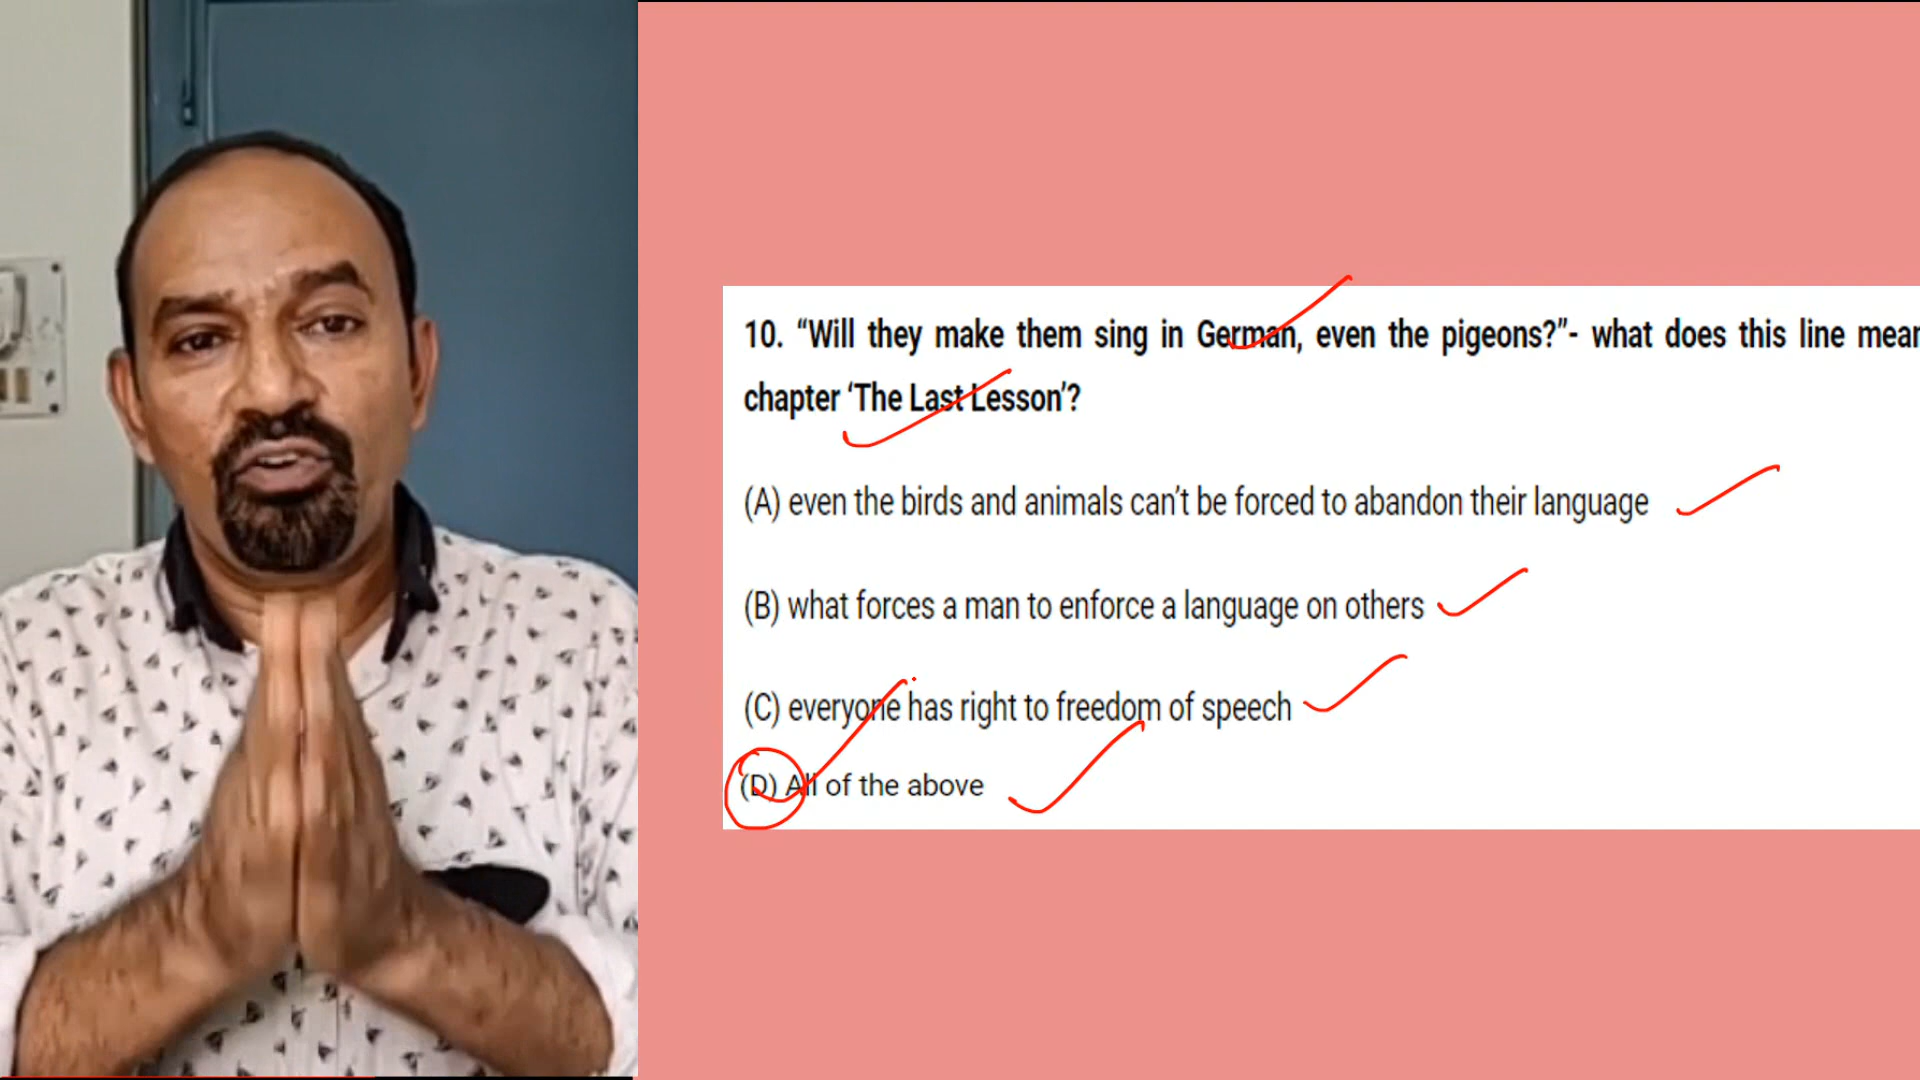 10. “Will they make them sing in German, even the pigeons?”- what does this line mean
chapter ‘The Last Lesson’?
(A) even the birds and animals can’t be forced to abandon their language
(B) what forces a man to enforce a language on others
(C) everyone has right to freedom of speech
(D) All of the above